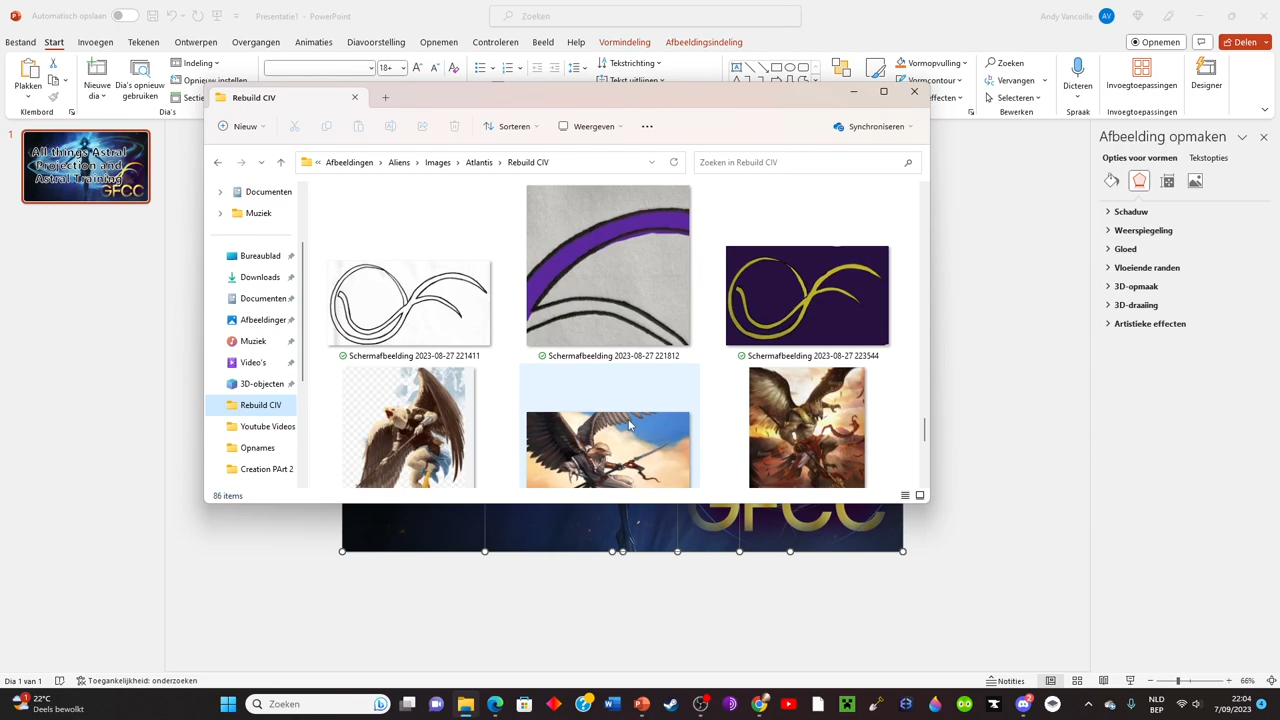 Automatisch opslaan
Presentatie1 - PowerPoint
Zoeken
Andy Vancoille AV
Bestand Start Invoegen Tekenen Ontwerpen Overgangen Animaties Diavoorstelling Opnemen Controleren Beeld Help Vormindeling Afbeeldingsindeling
Opnemen Delen
Plakken
Klembord
Nieuwe
dia
Dia's opnieuw
gebruiken
Indeling
Opnieuw instellen
Sectie
Dia's
18+
Tekstrichting
Tekst uitlijnen
Vormopvulling
Vormcontour
Zoeken
Vervangen
Selecteren
Bewerken
Dicteren
Spraak
Invoegtoepassingen
Invoegtoepassingen
Designer
1
All things Astral
Projection and
Astral Training
GFCC
Rebuild CIV
Nieuw
Sorteren
Weergeven
Synchroniseren
Afbeeldingen > Aliens > Images > Atlantis > Rebuild CIV
Zoeken in Rebuild CIV
Documenten
Muziek
Bureaublad
Downloads
Documenten
Afbeeldingen
Muziek
Video's
3D-objecten
Rebuild CIV
Youtube Videos
Opnames
Creation PArt 2
Schermafbeelding 2023-08-27 221411
Schermafbeelding 2023-08-27 221812
Schermafbeelding 2023-08-27 223544
86 items
GFCC
Afbeelding opmaken
Opties voor vormen Tekstopties
Schaduw
Weerspiegeling
Gloed
Vloeiende randen
3D-opmaak
3D-draaiing
Artistieke effecten
Dia 1 van 1
Toegankelijkheid: onderzoeken
Notities
66%
1
22°C
Deels bewolkt
Zoeken
2
NLD
BEP
22:04
7/09/2023